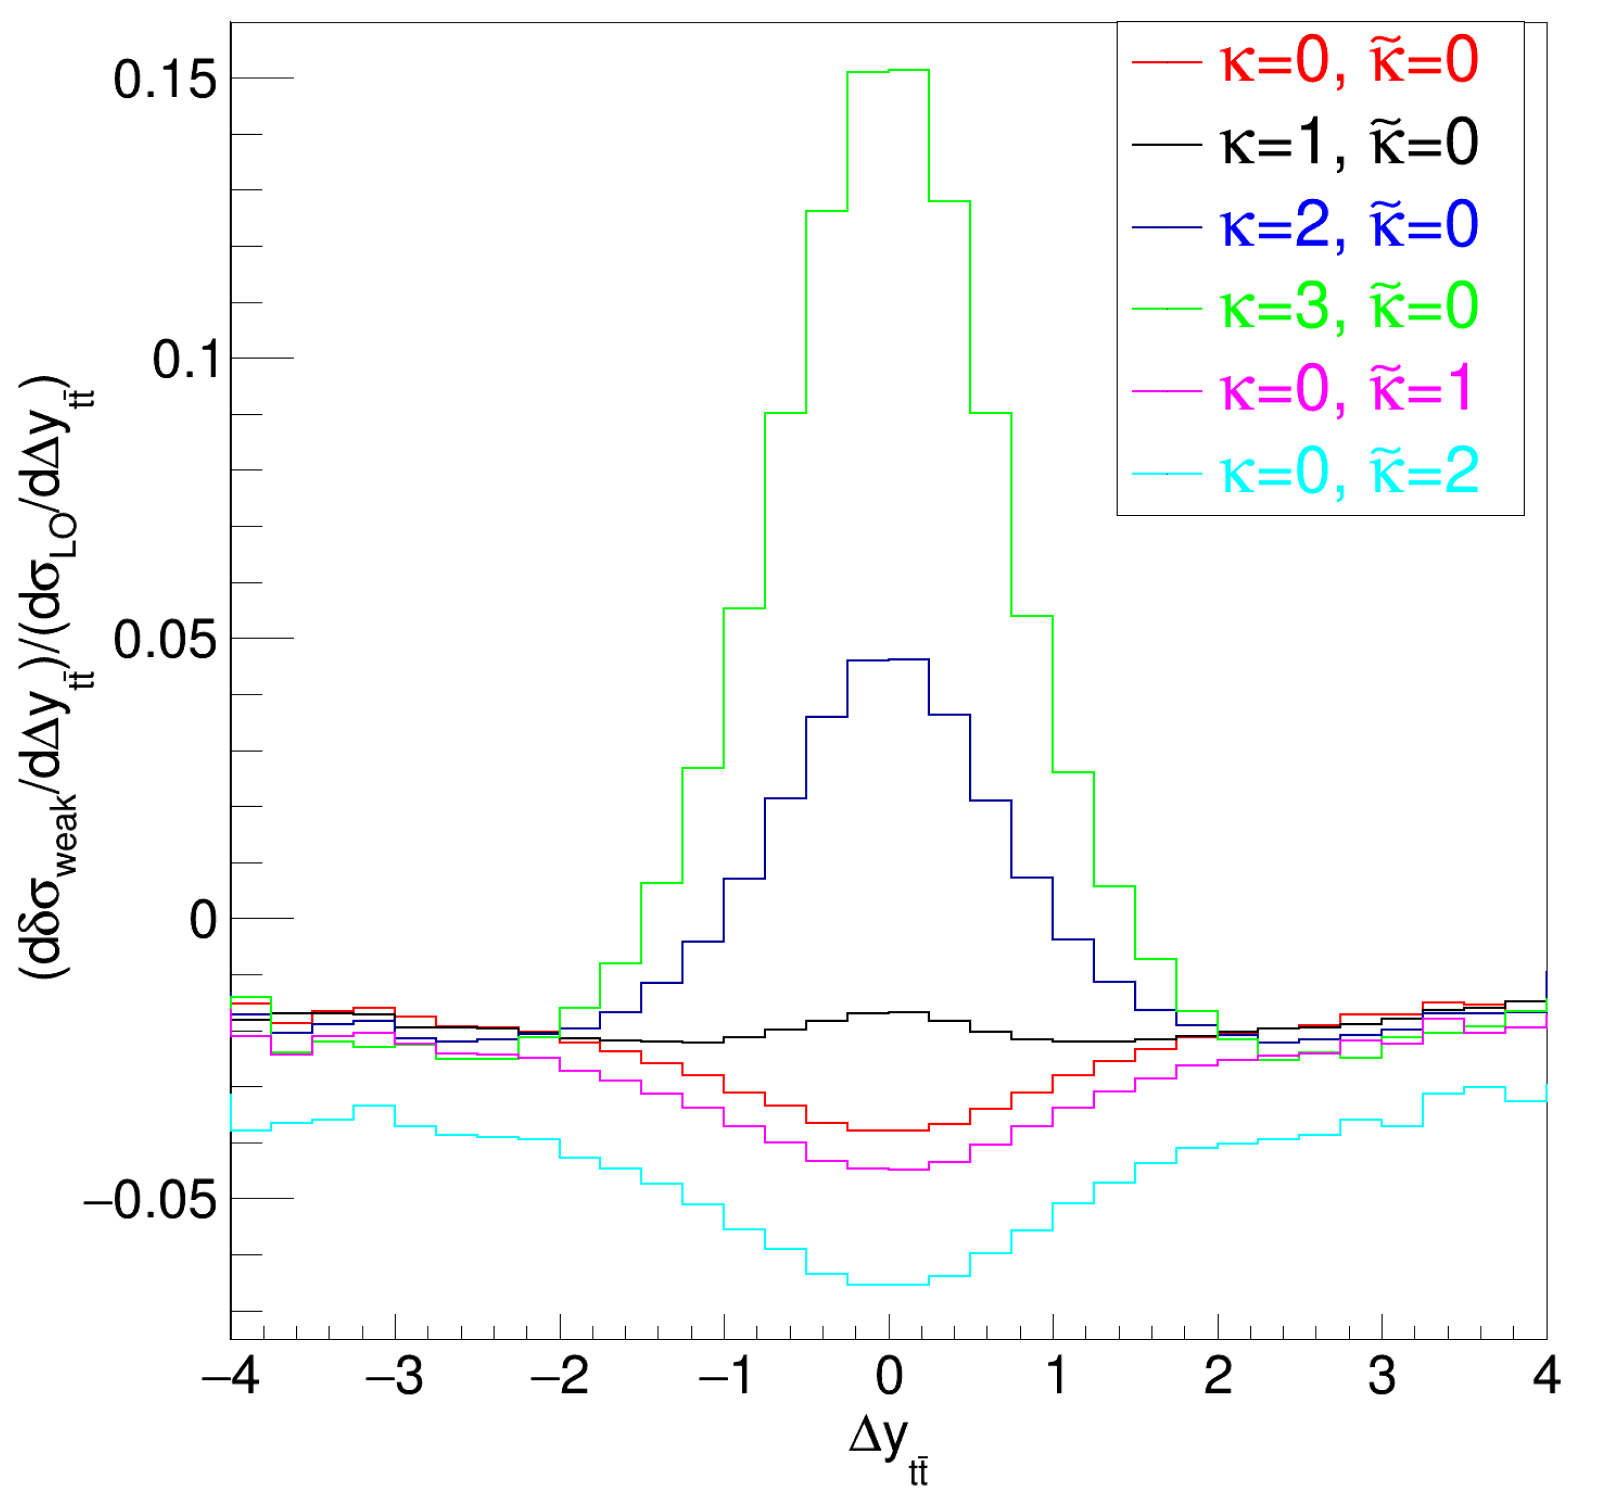 κ=0, κ̃=0
κ=1, κ̃=0
κ=2, κ̃=0
κ=3, κ̃=0
κ=0, κ̃=1
κ=0, κ̃=2
0.15
0.1
0.05
0
−0.05
(dδσweak/dΔytt̄)/(dσLO/dΔytt̄)
−4 −3 −2 −1 0 1 2 3 4
Δytt̄